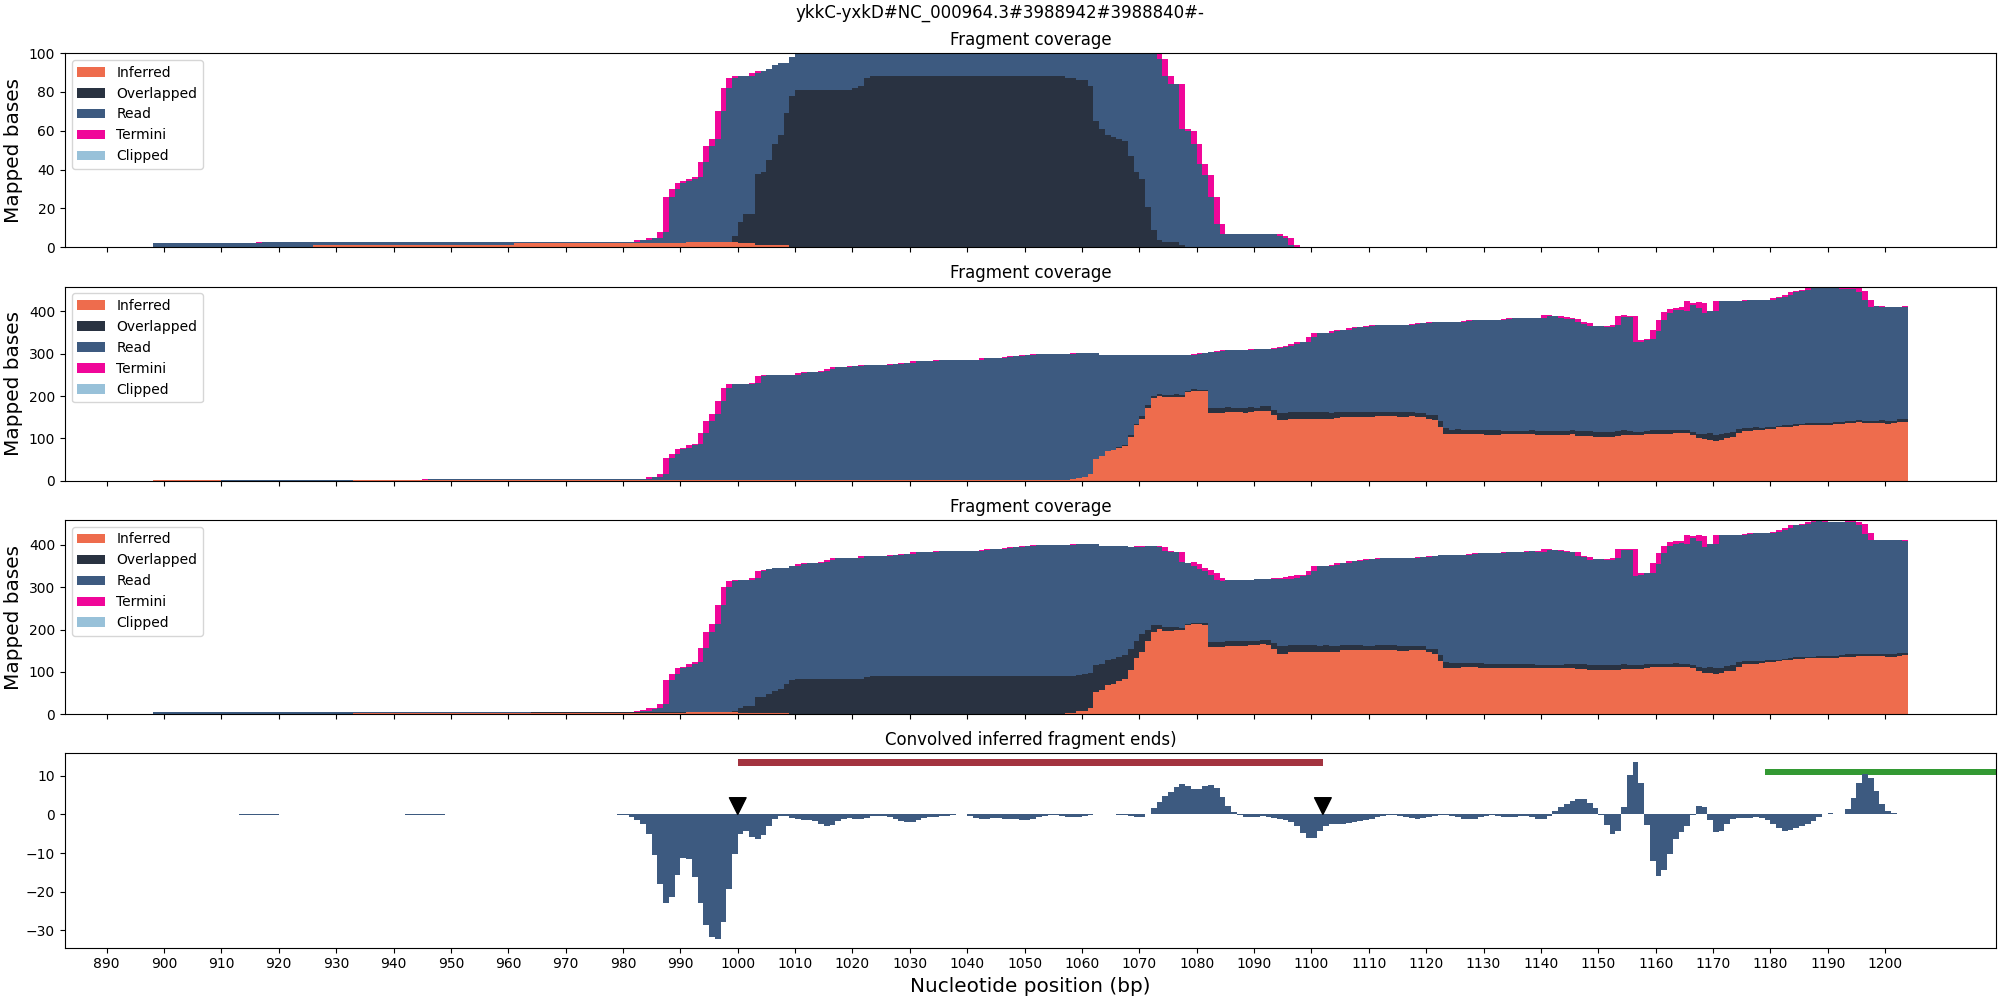 ykkC-yxkD#NC_000964.3#3988942#3988840#-
Fragment coverage
Mapped bases
100
80
60
40
20
0
Inferred
Overlapped
Read
Termini
Clipped
Fragment coverage
Mapped bases
400
300
200
100
0
Inferred
Overlapped
Read
Termini
Clipped
Fragment coverage
Mapped bases
400
300
200
100
0
Inferred
Overlapped
Read
Termini
Clipped
Convolved inferred fragment ends)
10
0
−10
−20
−30
890 900 910 920 930 940 950 960 970 980 990 1000 1010 1020 1030 1040 1050 1060 1070 1080 1090 1100 1110 1120 1130 1140 1150 1160 1170 1180 1190 1200
Nucleotide position (bp)